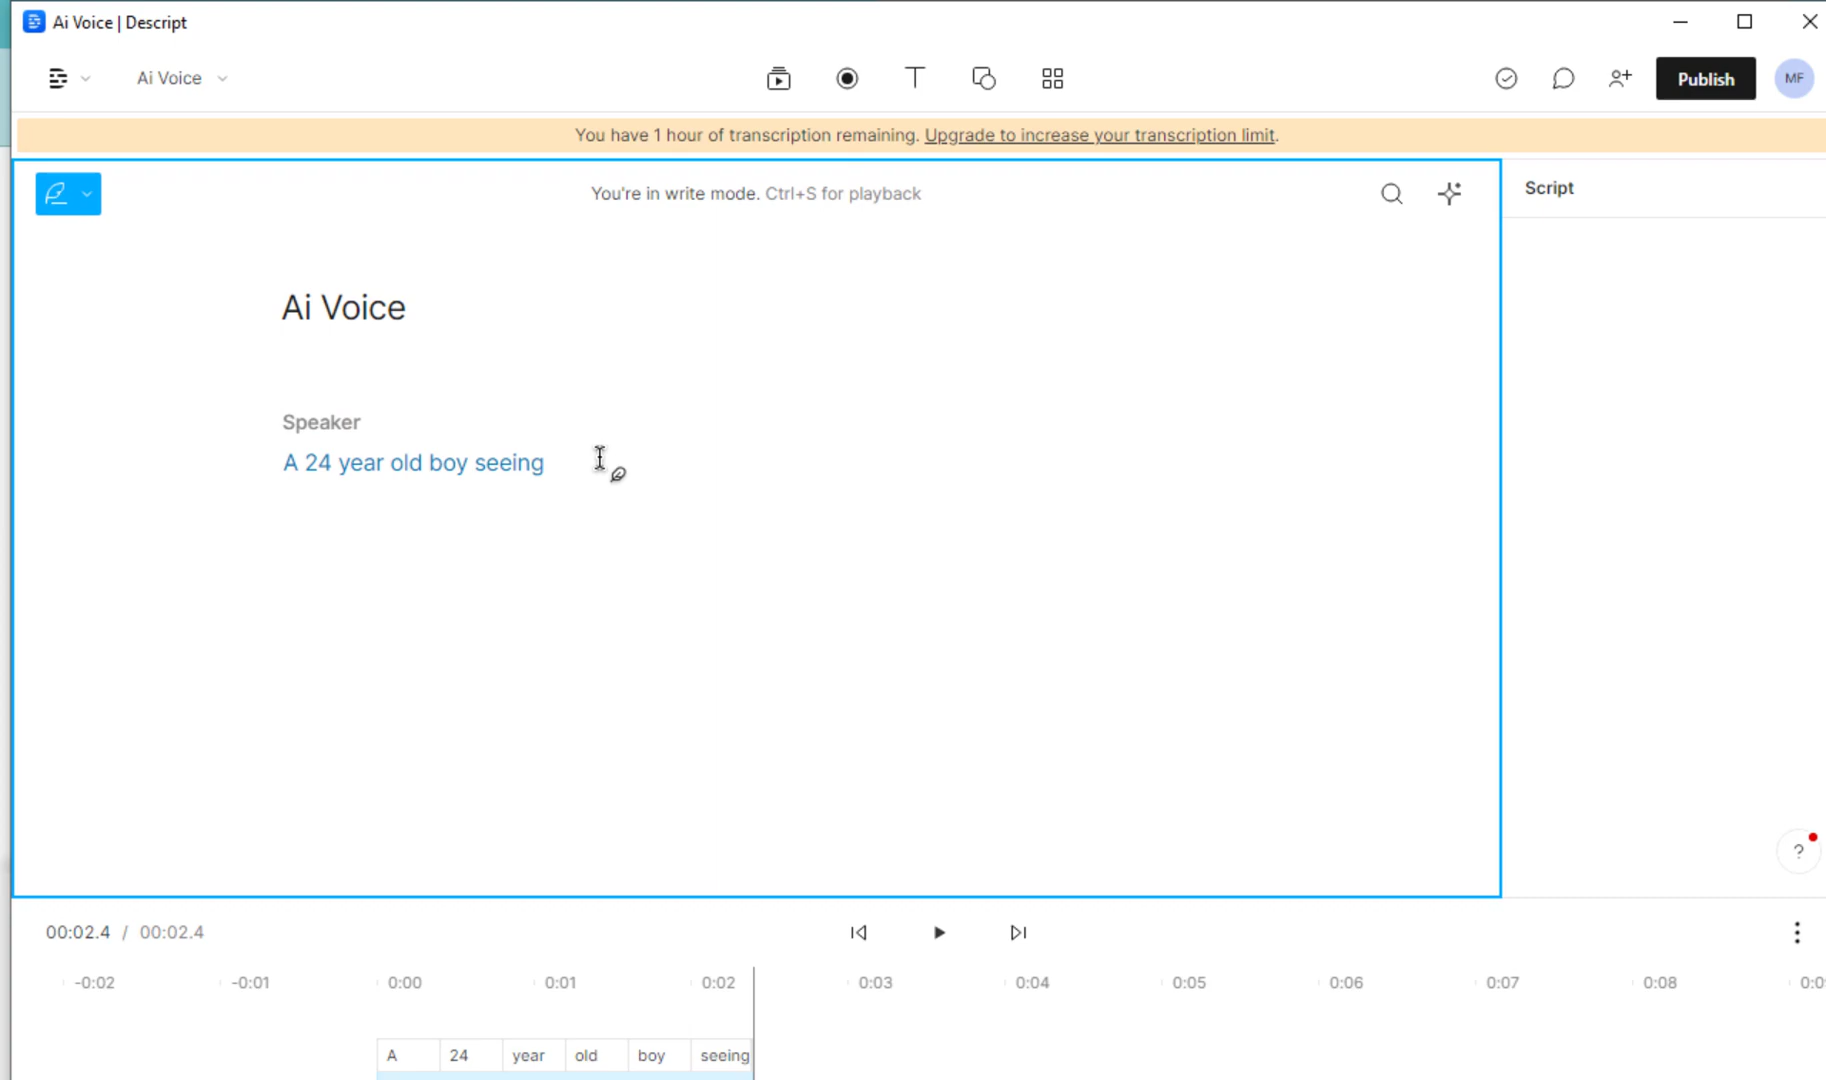 Ai Voice | Descript
Ai Voice
Publish
MF
You have 1 hour of transcription remaining. Upgrade to increase your transcription limit.
You're in write mode. Ctrl+S for playback
Script
Ai Voice
Speaker
A 24 year old boy seeing
?
00:02.4 / 00:02.4
-0:02 -0:01 0:00 0:01 0:02 0:03 0:04 0:05 0:06 0:07 0:08
A 24 year old boy seeing